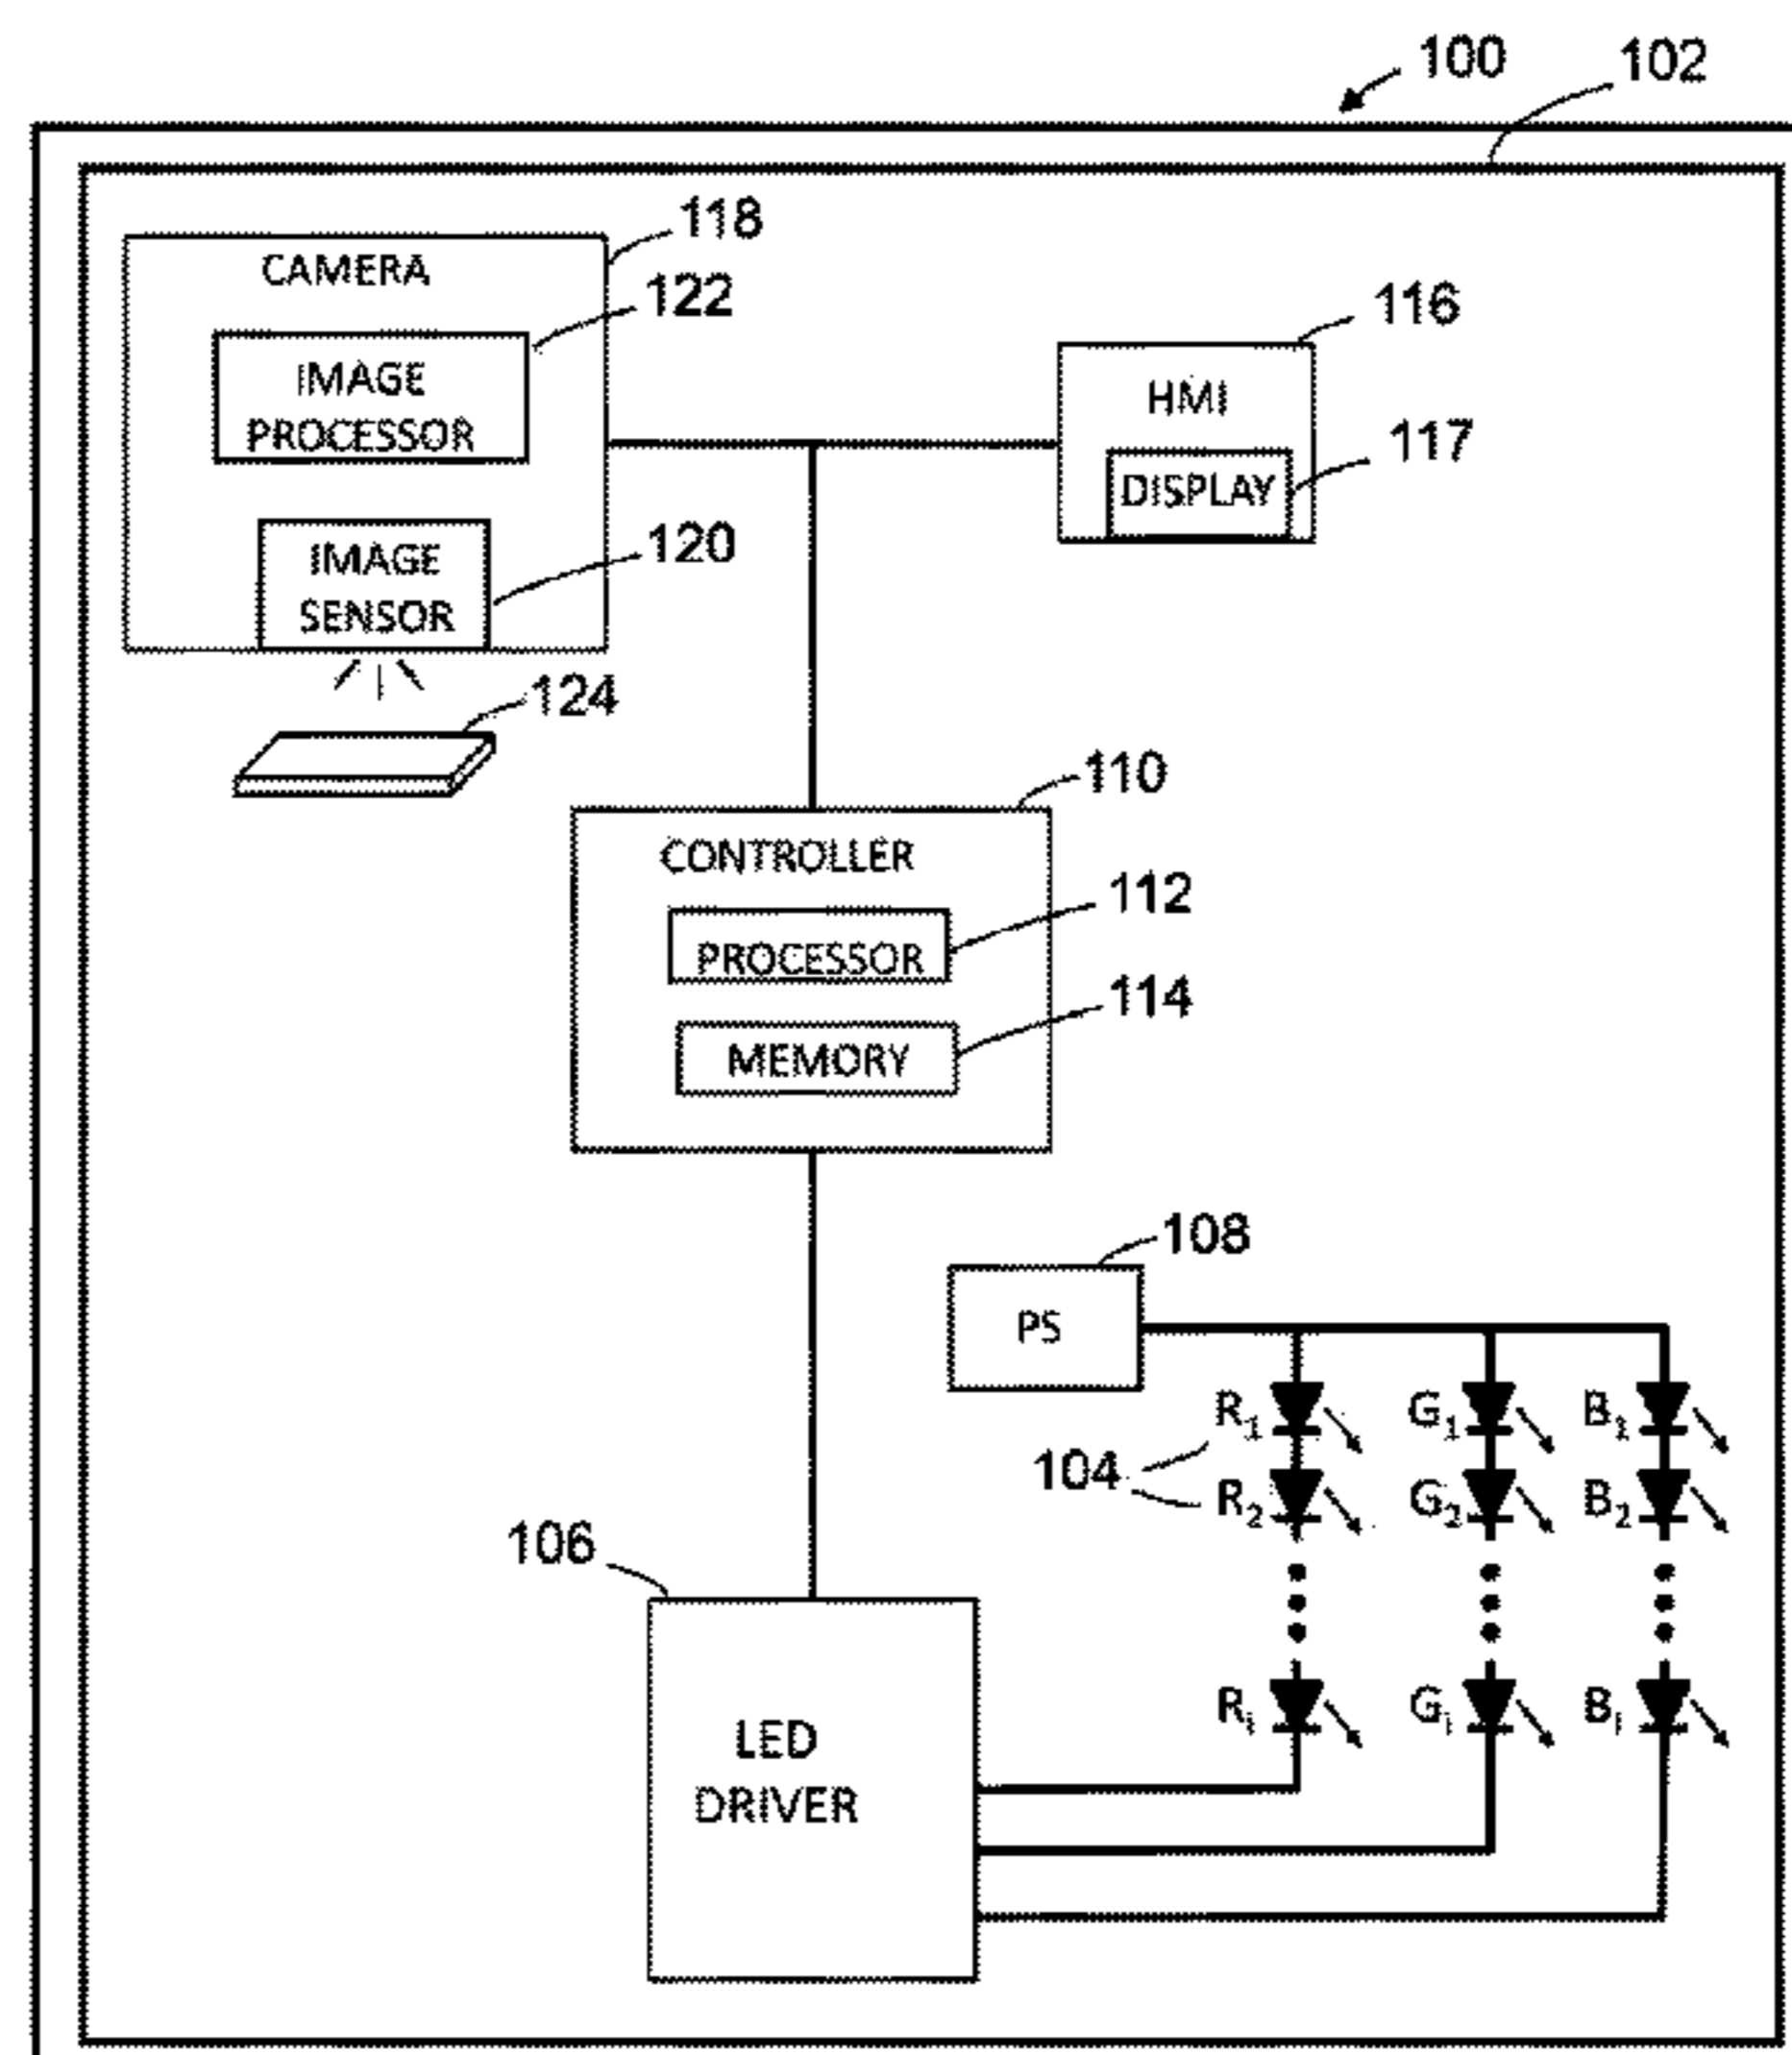 100
102
118
CAMERA
122
IMAGE
PROCESSOR
116
HMI
117
DISPLAY
120
IMAGE
SENSOR
124
110
CONTROLLER
112
PROCESSOR
114
MEMORY
108
PS
R1 G1 B1
104
R2 G2 B2
106
Ri Gi Bi
LED
DRIVER